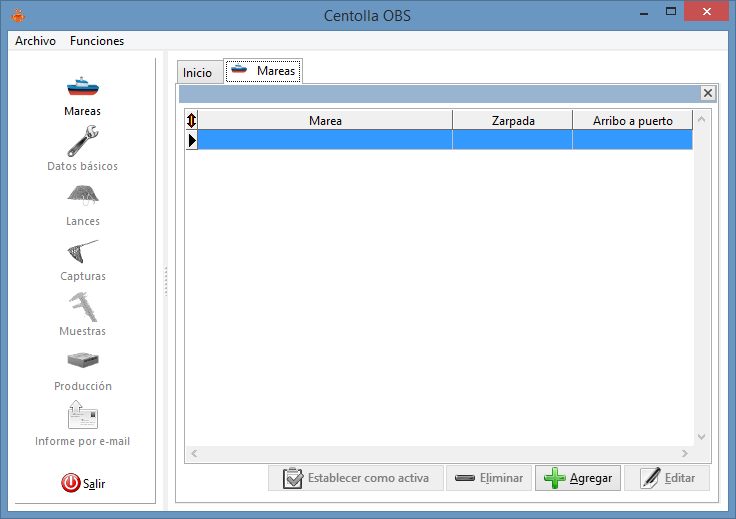 Centolla OBS
Archivo Funciones
Mareas
Datos básicos
Lances
Capturas
Muestras
Producción
Informe por e-mail
Salir
Inicio Mareas
Marea Zarpada Arribo a puerto
Establecer como activa Eliminar Agregar Editar